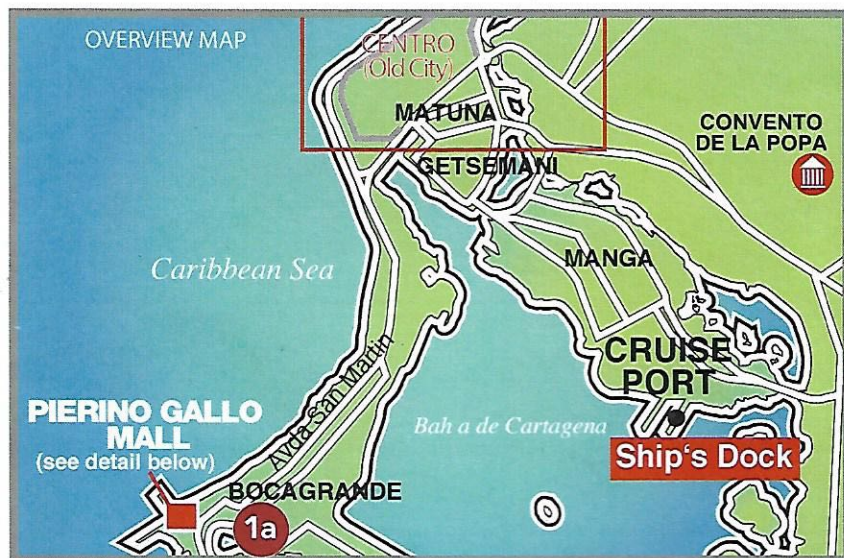 OVERVIEW MAP
CENTRO
(Old City)
MATUNA
GETSEMANI
CONVENTO
DE LA POPA
Caribbean Sea
MANGA
CRUISE
PORT
Avda San Martin
PIERINO GALLO
MALL
(see detail below)
Bah a de Cartagena
Ship's Dock
BOCAGRANDE
1a